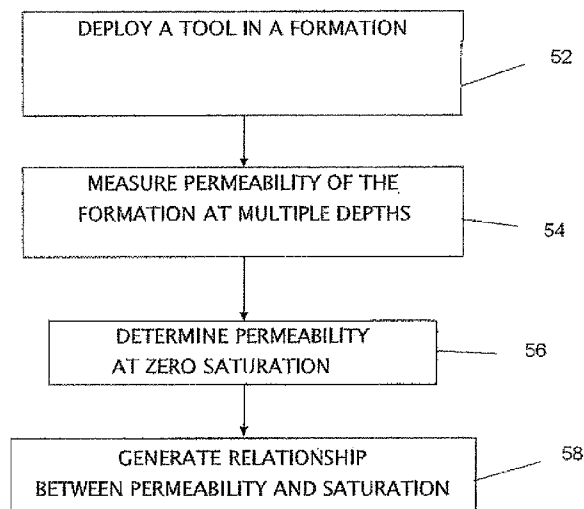 DEPLOY A TOOL IN A FORMATION
52
MEASURE PERMEABILITY OF THE
FORMATION AT MULTIPLE DEPTHS
54
DETERMINE PERMEABILITY
AT ZERO SATURATION
56
GENERATE RELATIONSHIP
BETWEEN PERMEABILITY AND SATURATION
58